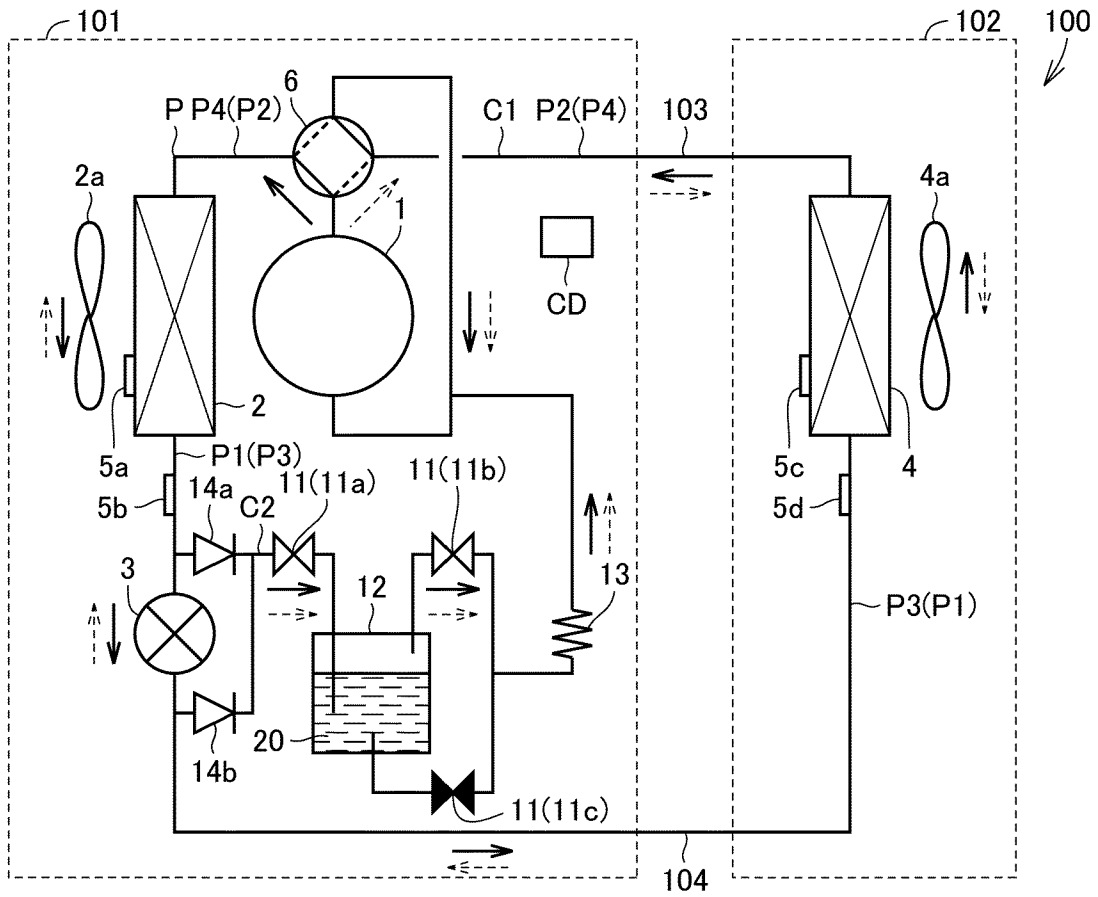 101
102
100
6
P P4(P2)
C1 P2(P4) 103
2a
4a
1
CD
2
5a
5c
4
P1(P3)
11(11a)
11(11b)
5b
14a
C2
5d
3
12
13
P3(P1)
20
14b
11(11c)
104